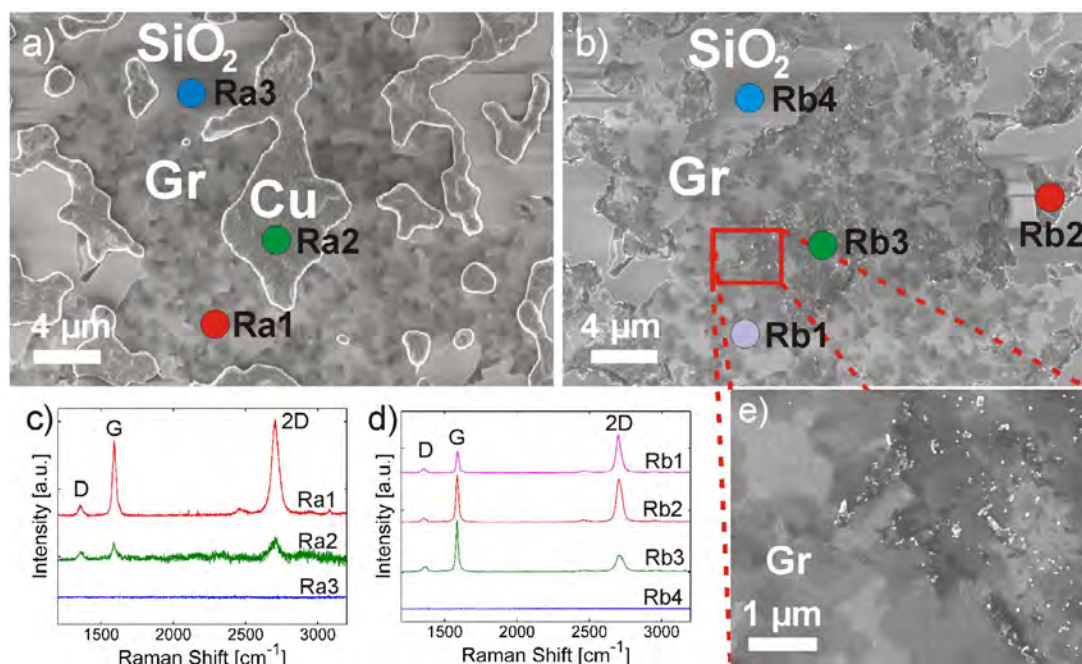 a)
SiO₂
Ra3
Gr
Cu
Ra2
Ra1
4 µm
b)
SiO₂
Rb4
Gr
Rb2
Rb3
Rb1
4 µm
c)
D
G
2D
Ra1
Ra2
Ra3
Intensity [a.u.]
1500 2000 2500 3000
Raman Shift [cm⁻¹]
d)
D
G
2D
Rb1
Rb2
Rb3
Rb4
Intensity [a.u.]
1500 2000 2500 3000
Raman Shift [cm⁻¹]
e)
Gr
1 µm